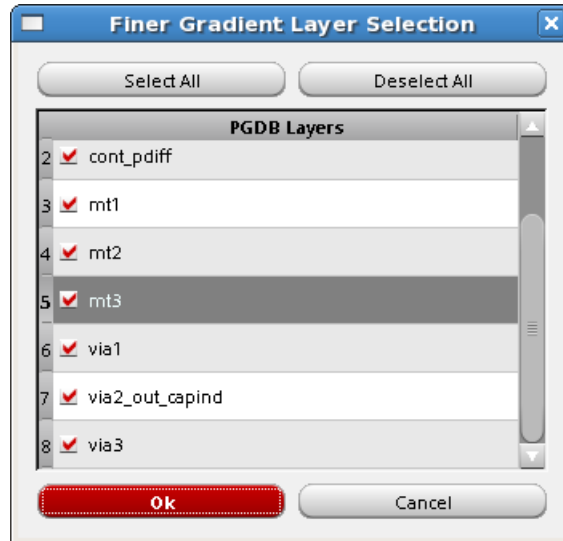 Finer Gradient Layer Selection
Select All Deselect All
PGDB Layers
2 cont_pdiff
3 mt1
4 mt2
5 mt3
6 via1
7 via2_out_capind
8 via3
Ok Cancel